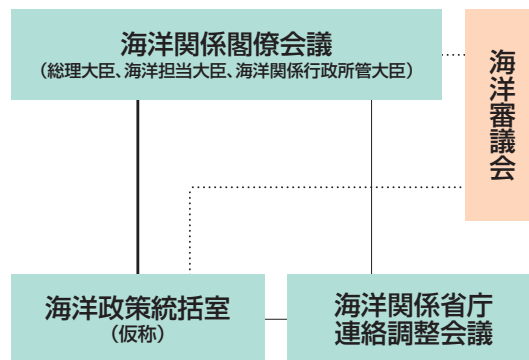 海洋関係閣僚会議
（総理大臣、海洋担当大臣、海洋関係行政所管大臣）
海洋審議会
海洋政策統括室
（仮称）
海洋関係省庁
連絡調整会議